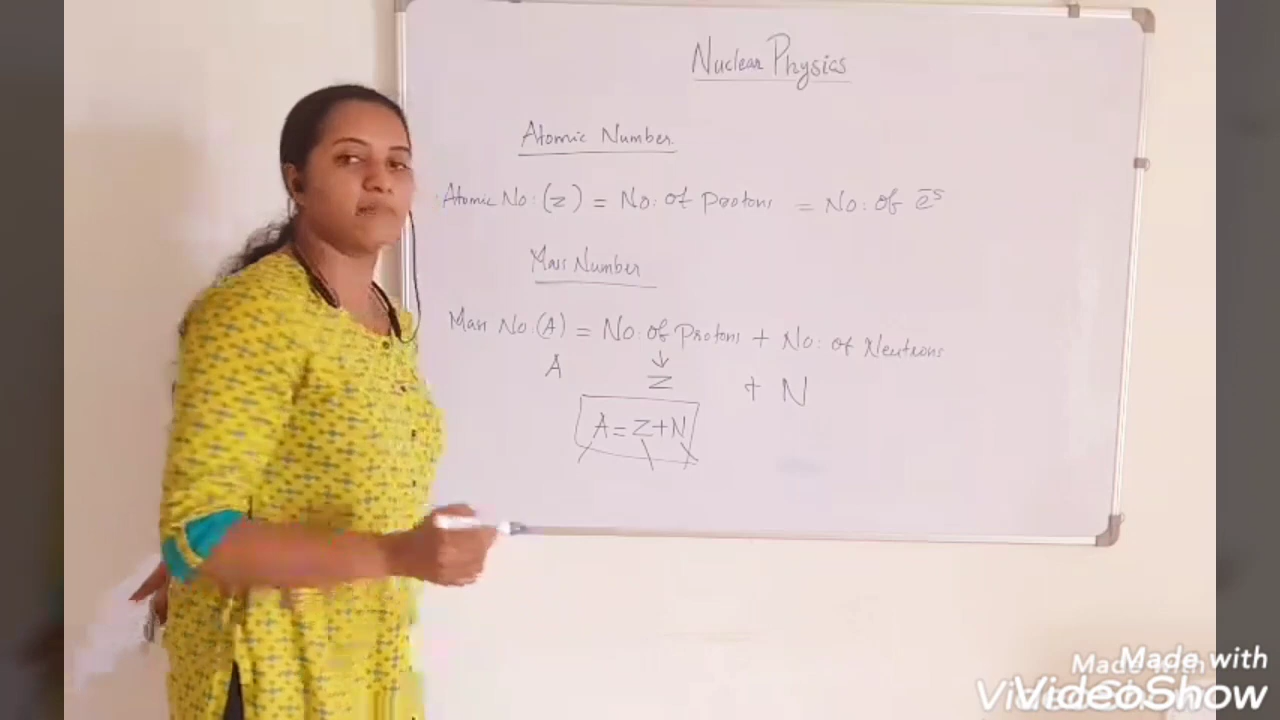 Nuclear Physics
Atomic Number
Atomic No: (Z) = No: of Protons = No: of e̅s
Mass Number
Mass No: (A) = No: of Protons + No: of Neutrons
↓
A Z + N
A = Z + N
Made with
VideoShow